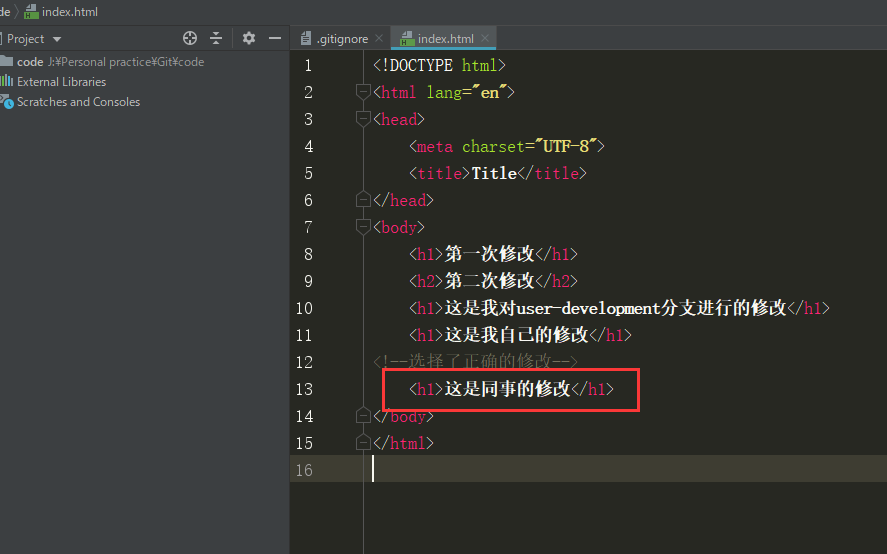 de index.html
Project
code J:¥Personal practice¥Git¥code
External Libraries
Scratches and Consoles
.gitignore index.html
1 <!DOCTYPE html>
2 <html lang="en">
3 <head>
4 <meta charset="UTF-8">
5 <title>Title</title>
6 </head>
7 <body>
8 <h1>第一次修改</h1>
9 <h2>第二次修改</h2>
10 <h1>这是我对user-development分支进行的修改</h1>
11 <h1>这是我自己的修改</h1>
12 <!--选择了正确的修改-->
13 <h1>这是同事的修改</h1>
14 </body>
15 </html>
16